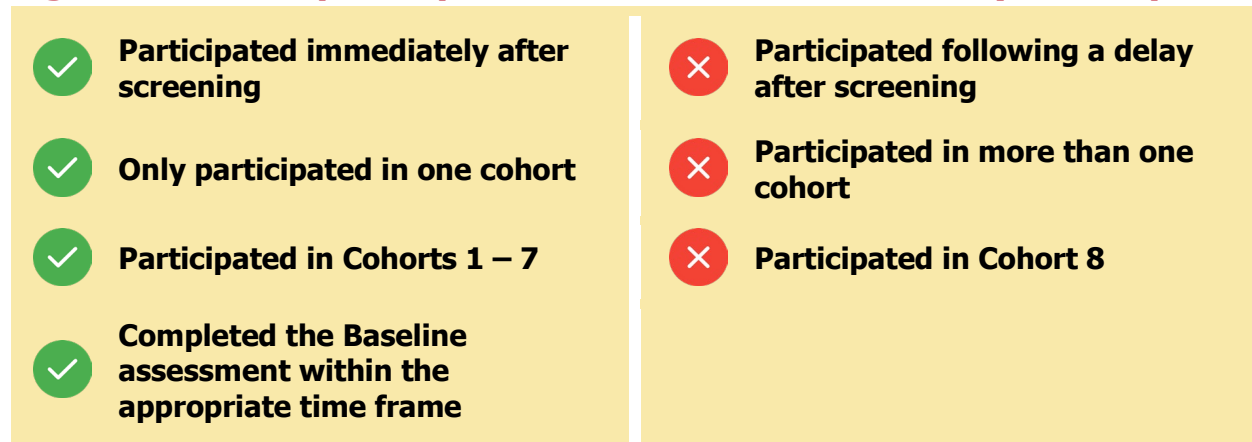 Participated immediately after
screening
Only participated in one cohort
Participated in Cohorts 1 – 7
Completed the Baseline
assessment within the
appropriate time frame
Participated following a delay
after screening
Participated in more than one
cohort
Participated in Cohort 8